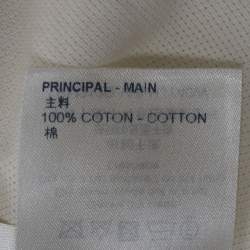 PRINCIPAL - MAIN
主料
100% COTON - COTTON
棉